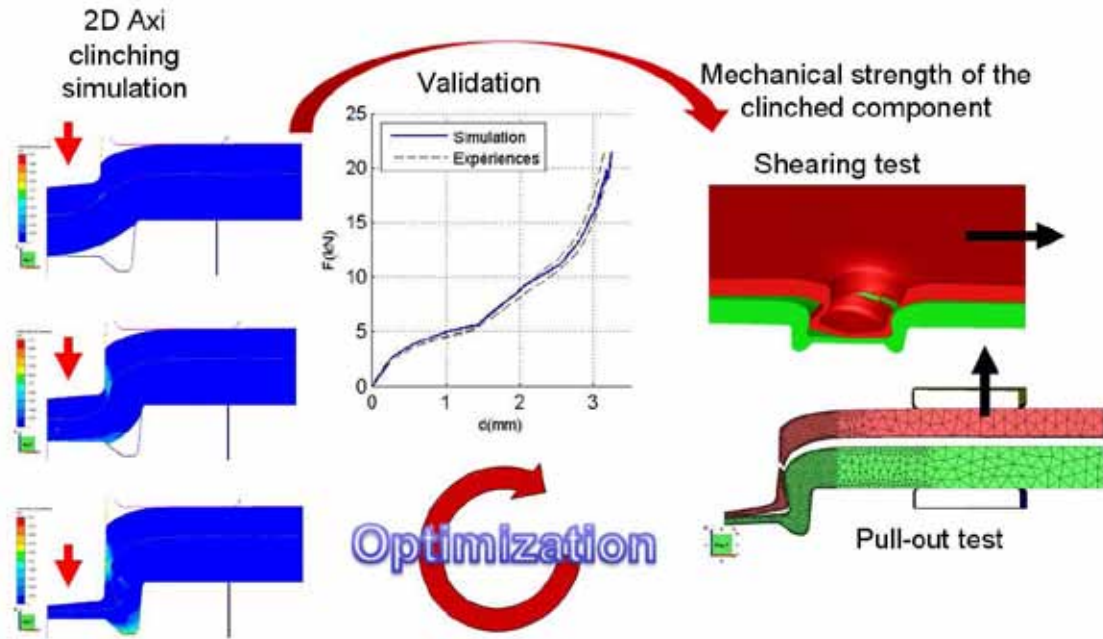 2D Axi
clinching
simulation
Validation
25
20
15
10
5
0
F(kN)
Simulation
Expériences
0
1
2
3
d(mm)
Optimization
Mechanical strength of the
clinched component
Shearing test
Pull-out test